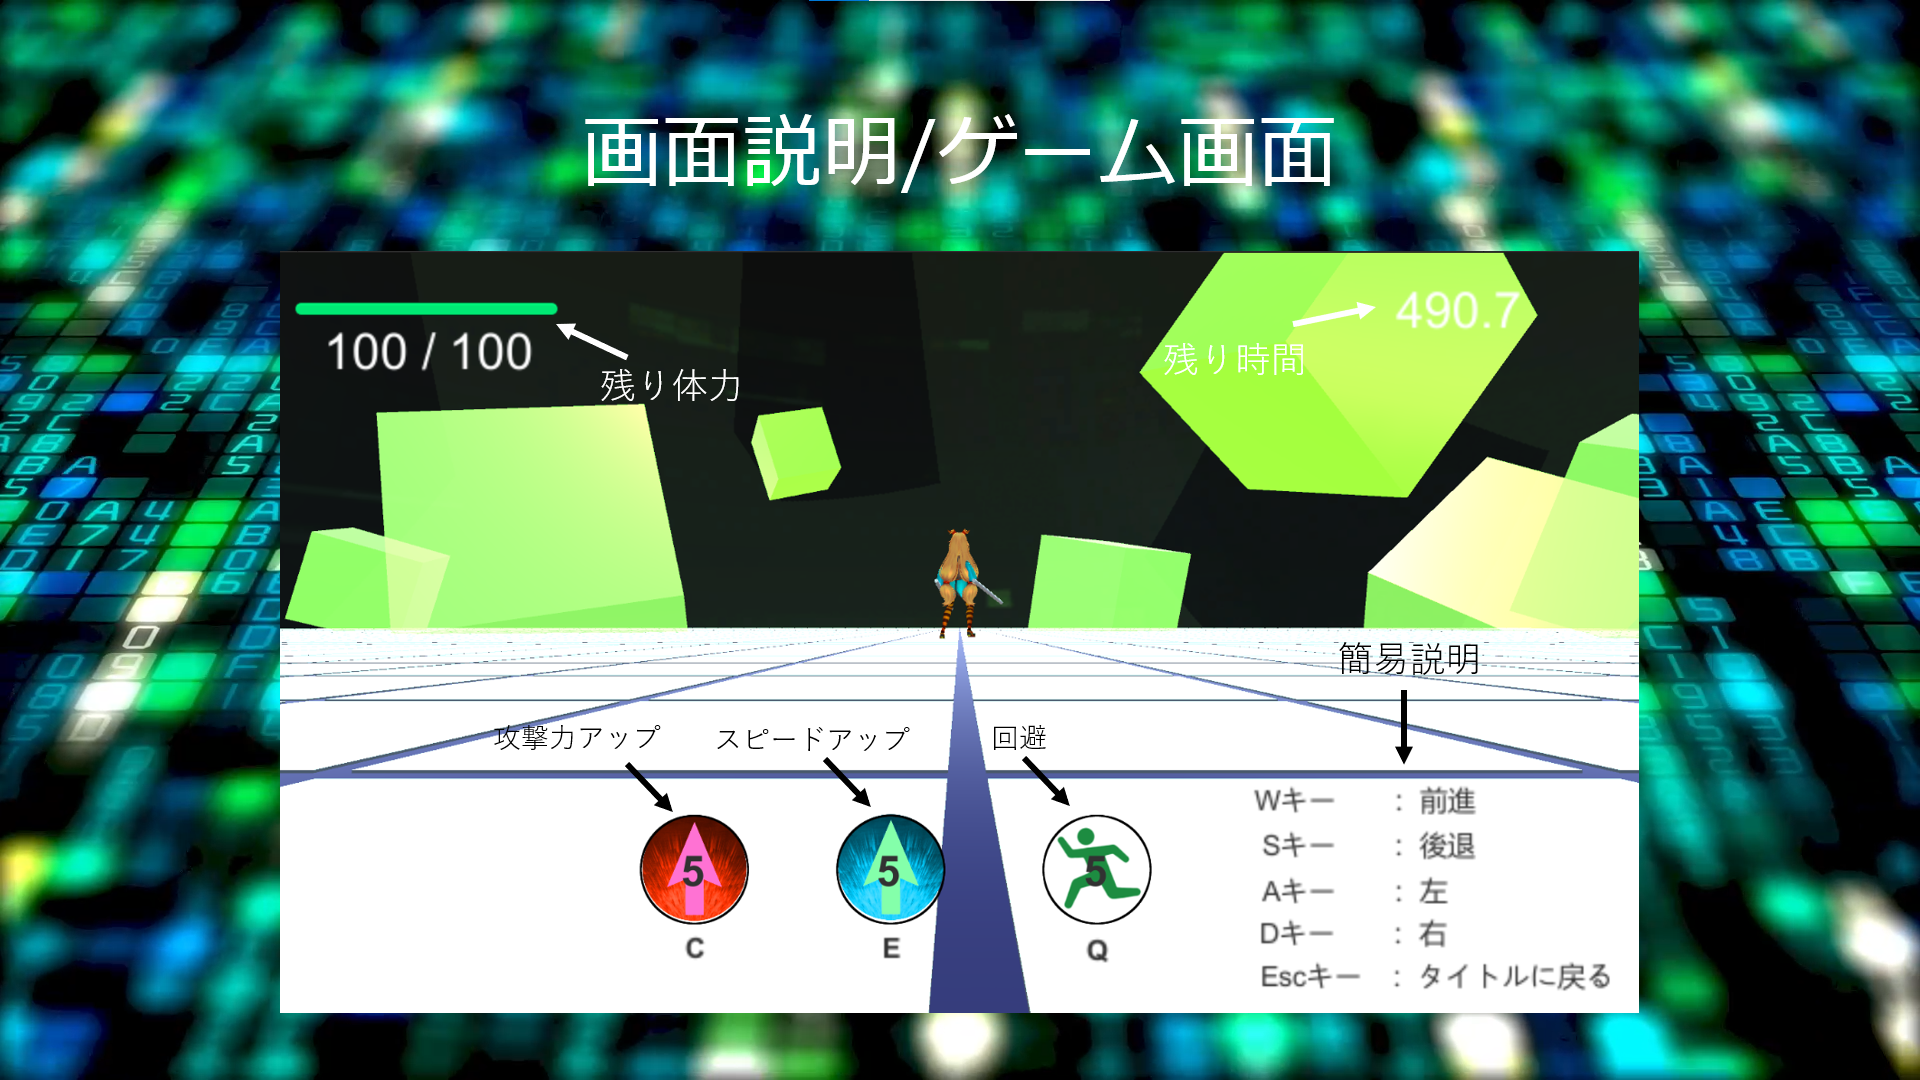 画面説明/ゲーム画面
100 / 100
残り体力
490.7
残り時間
簡易説明
攻撃力アップ
スピードアップ
回避
5
5
5
C
E
Q
Wキー : 前進
Sキー : 後退
Aキー : 左
Dキー : 右
Escキー : タイトルに戻る